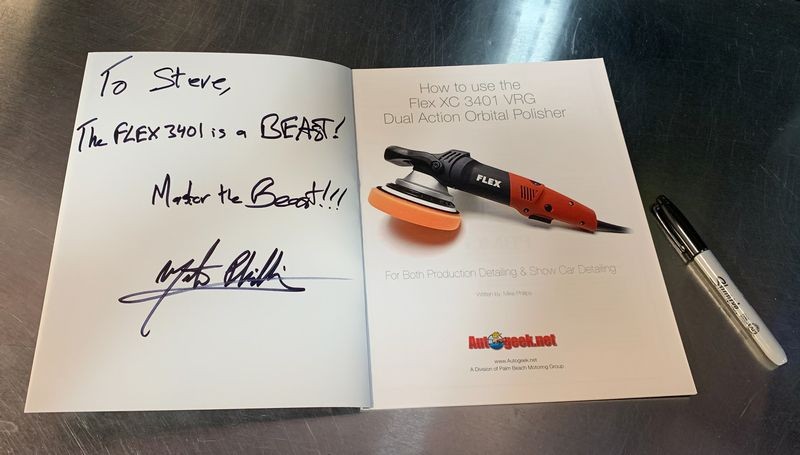 To Steve,
The FLEX 3401 is a BEAST!
Master the Beast!!!
Mike Phillips
How to use the
Flex XC 3401 VRG
Dual Action Orbital Polisher
FLEX
For Both Production Detailing & Show Car Detailing
Written by: Mike Phillips
Autogeek.net
www.Autogeek.net
A Division of Palm Beach Motoring Group
Sharpie